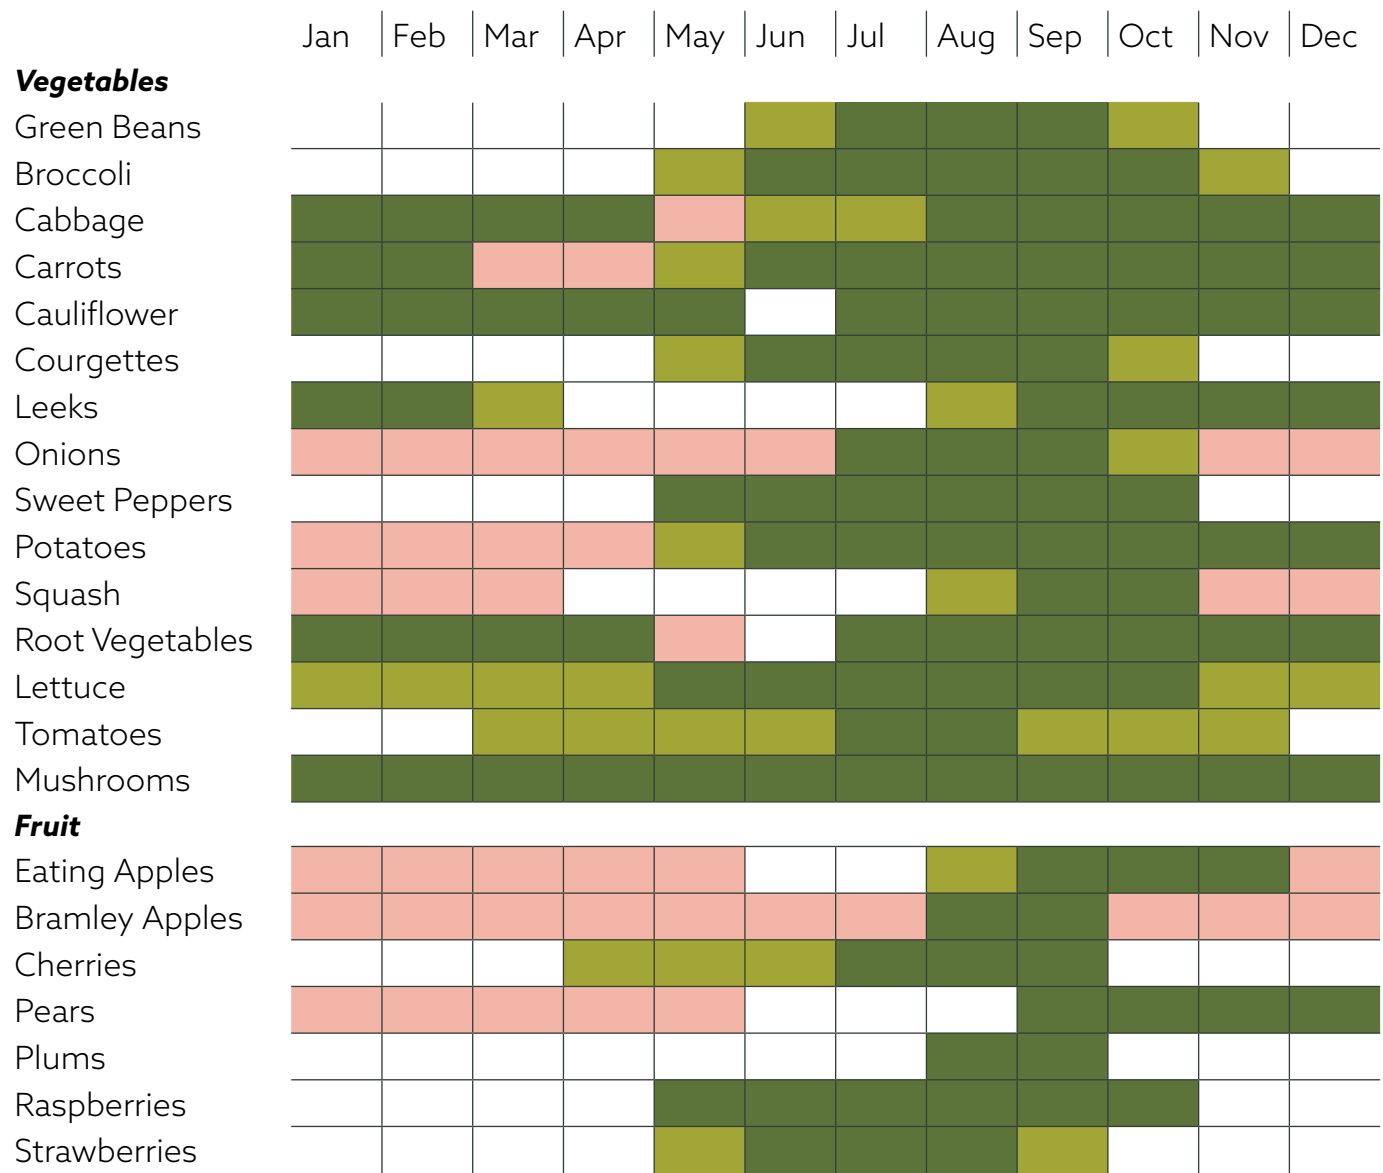 Jan Feb Mar Apr May Jun Jul Aug Sep Oct Nov Dec
Vegetables
Green Beans
Broccoli
Cabbage
Carrots
Cauliflower
Courgettes
Leeks
Onions
Sweet Peppers
Potatoes
Squash
Root Vegetables
Lettuce
Tomatoes
Mushrooms
Fruit
Eating Apples
Bramley Apples
Cherries
Pears
Plums
Raspberries
Strawberries